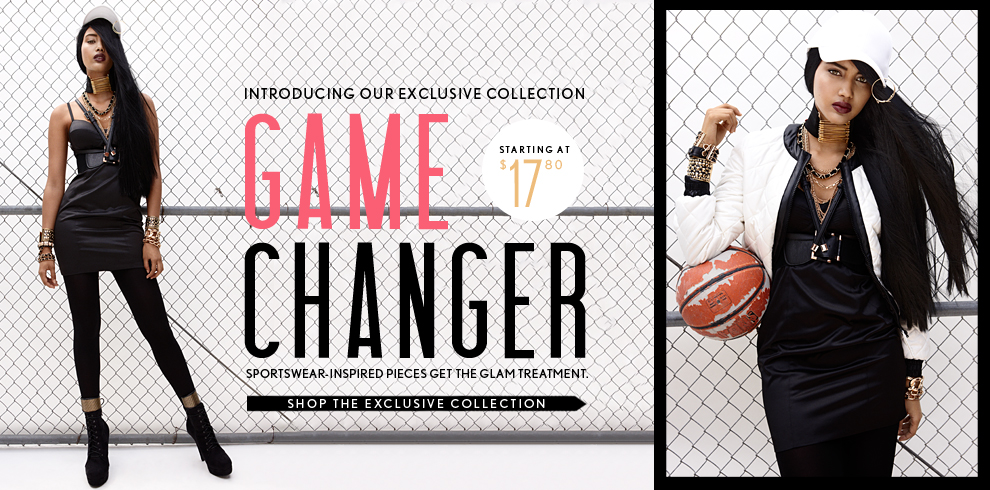 INTRODUCING OUR EXCLUSIVE COLLECTION
GAME
CHANGER
STARTING AT
$17 80
SPORTSWEAR-INSPIRED PIECES GET THE GLAM TREATMENT.
SHOP THE EXCLUSIVE COLLECTION